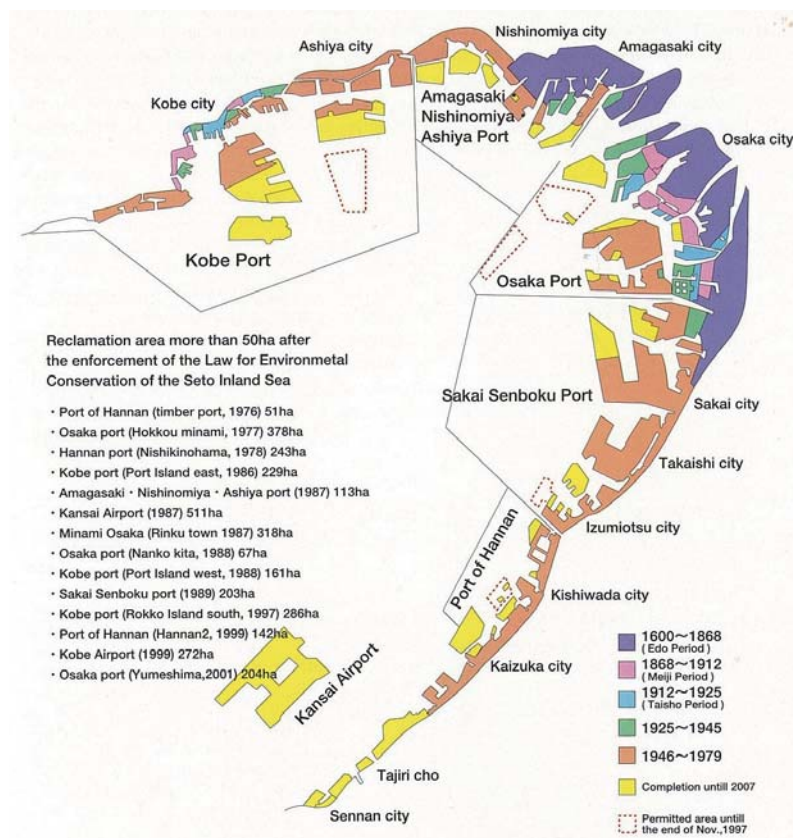 Nishinomiya city
Ashiya city
Amagasaki city
Kobe city
Amagasaki
Nishinomiya
Ashiya Port
Osaka city
Kobe Port
Osaka Port
Reclamation area more than 50ha after
the enforcement of the Law for Environmetal
Conservation of the Seto Inland Sea
・Port of Hannan (timber port, 1976) 51ha
・Osaka port (Hokkou minami, 1977) 378ha
・Hannan port (Nishikinohama, 1978) 243ha
・Kobe port (Port Island east, 1986) 229ha
・Amagasaki・Nishinomiya・Ashiya port (1987) 113ha
・Kansai Airport (1987) 511ha
・Minami Osaka (Rinku town 1987) 318ha
・Osaka port (Nanko kita, 1988) 67ha
・Kobe port (Port Island west, 1988) 161ha
・Sakai Senboku port (1989) 203ha
・Kobe port (Rokko Island south, 1997) 286ha
・Port of Hannan (Hannan2, 1999) 142ha
・Kobe Airport (1999) 272ha
・Osaka port (Yumeshima,2001) 204ha
Sakai Senboku Port
Sakai city
Takaishi city
Izumiotsu city
Port of Hannan
Kishiwada city
Kaizuka city
Kansai Airport
Tajiri cho
Sennan city
1600～1868
( Edo Period )
1868～1912
( Meiji Period )
1912～1925
( Taisho Period )
1925～1945
1946～1979
Completion untill 2007
Permitted area untill
the end of Nov.,1997